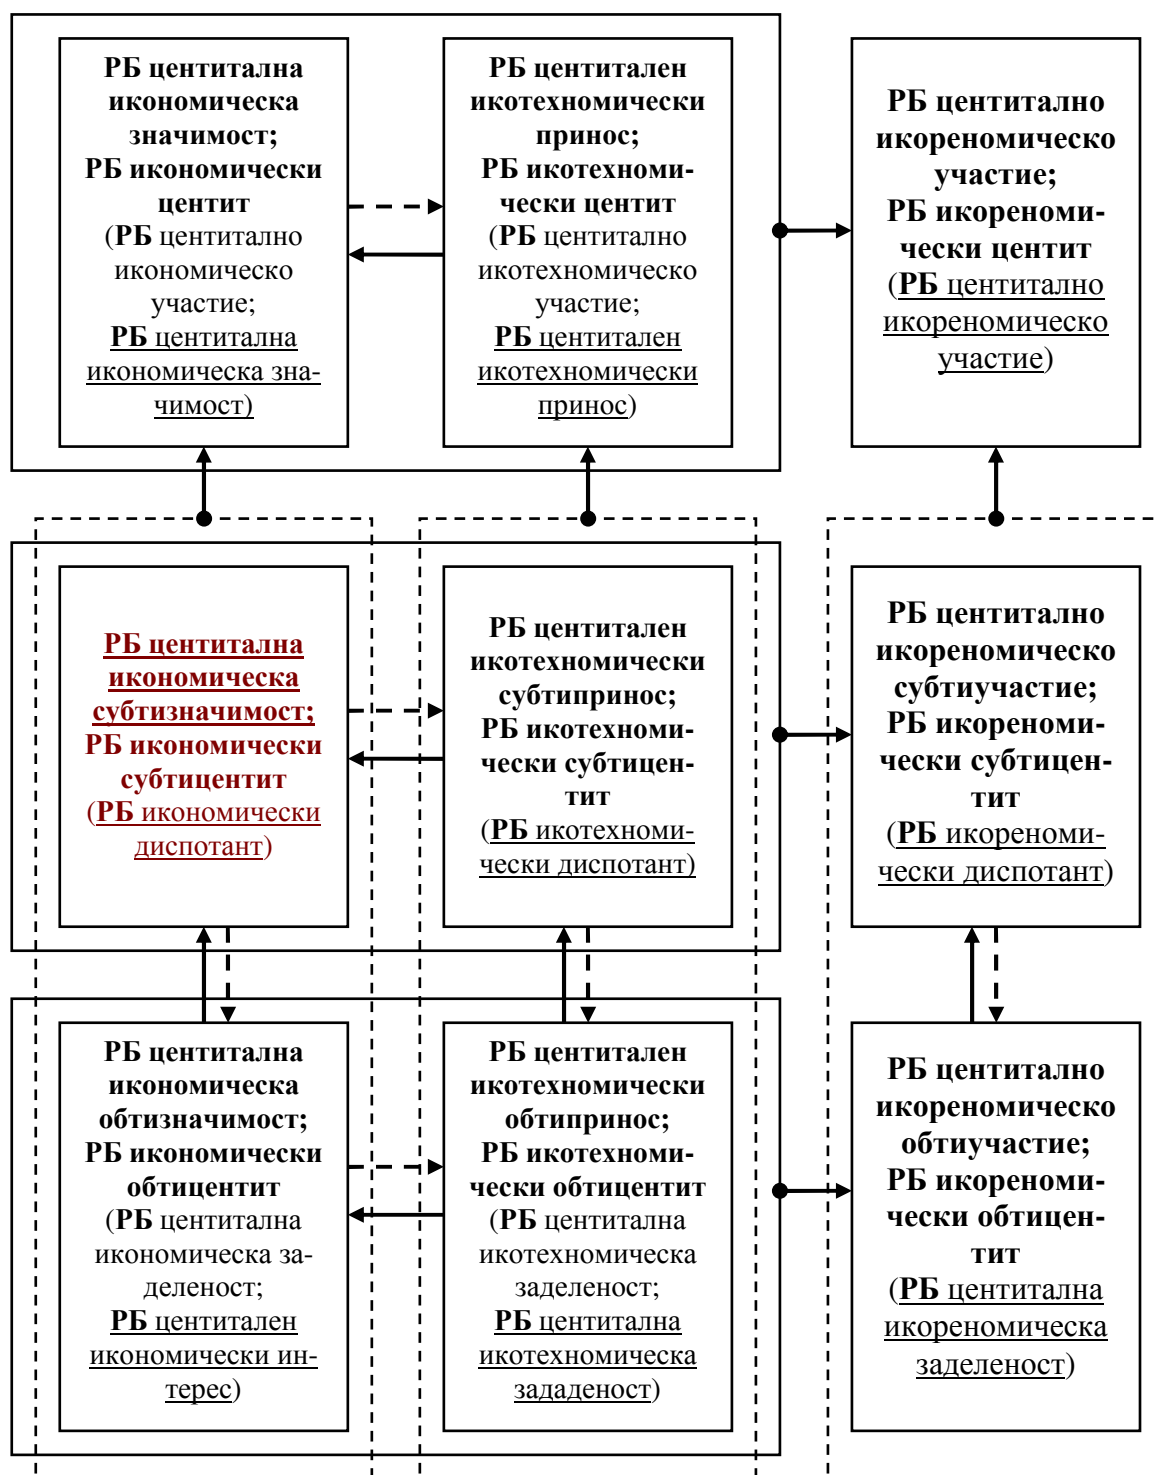 РБ центитална
икономическа
значимост;
РБ икономически
центит
(РБ центитално
икономическо
участие;
РБ центитална
икономическа зна-
чимост)
РБ центитален
икотехномически
принос;
РБ икотехноми-
чески центит
(РБ центитално
икотехномическо
участие;
РБ центитален
икотехномически
принос)
РБ центитално
икореномическо
участие;
РБ икореноми-
чески центит
(РБ центитално
икореномическо
участие)
РБ центитална
икономическа
субтизначимост;
РБ икономически
субтицентит
(РБ икономически
диспотант)
РБ центитален
икотехномически
субтипринос;
РБ икотехноми-
чески субтицен-
тит
(РБ икотехноми-
чески диспотант)
РБ центитално
икореномическо
субтиучастие;
РБ икореноми-
чески субтицен-
тит
(РБ икореноми-
чески диспотант)
РБ центитална
икономическа
обтизначимост;
РБ икономически
обтицентит
(РБ центитална
икономическа за-
деленост;
РБ центитален
икономически ин-
терес)
РБ центитален
икотехномически
обтипринос;
РБ икотехноми-
чески обтицентит
(РБ центитална
икотехномическа
заделеност;
РБ центитална
икотехномическа
зададеност)
РБ центитално
икореномическо
обтиучастие;
РБ икореноми-
чески обтицен-
тит
(РБ центитална
икореномическа
заделеност)